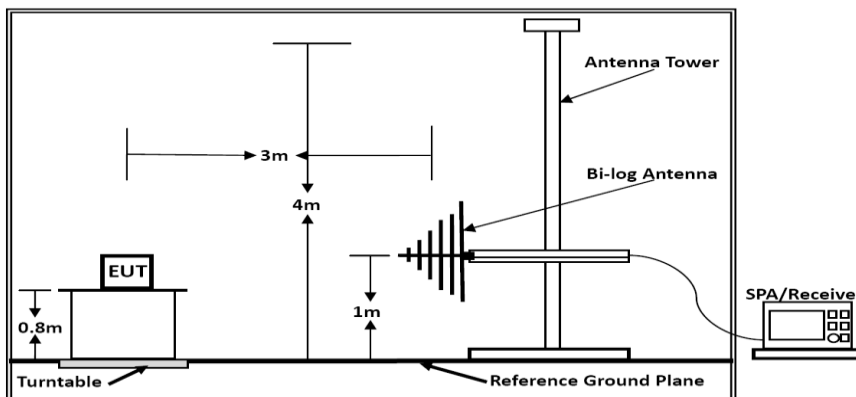 Antenna Tower
3m
Bi-log Antenna
4m
EUT
1m
SPA/Receive
0.8m
Turntable
Reference Ground Plane